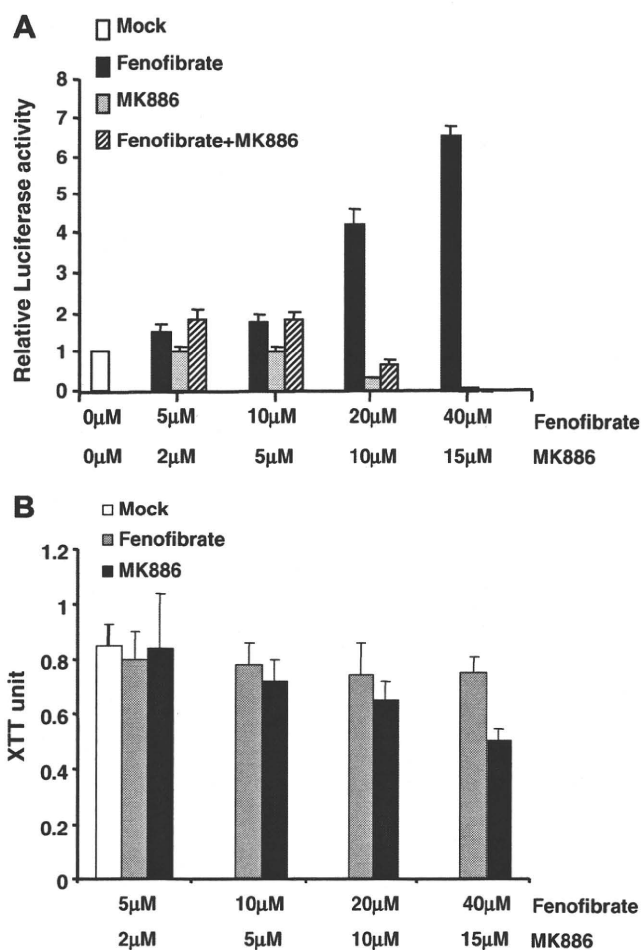 A
Mock
Fenofibrate
MK886
Fenofibrate+MK886
Relative Luciferase activity
8
7
6
5
4
3
2
1
0
0µM 5µM 10µM 20µM 40µM Fenofibrate
0µM 2µM 5µM 10µM 15µM MK886
B
Mock
Fenofibrate
MK886
XTT unit
1.2
1
0.8
0.6
0.4
0.2
0
5µM 10µM 20µM 40µM Fenofibrate
2µM 5µM 10µM 15µM MK886